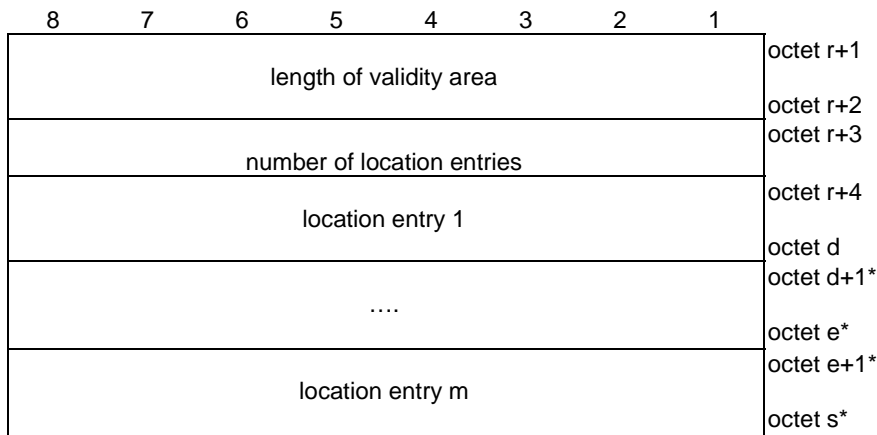 8 7 6 5 4 3 2 1
octet r+1
length of validity area
octet r+2
octet r+3
number of location entries
octet r+4
location entry 1
octet d
octet d+1*
….
octet e*
octet e+1*
location entry m
octet s*